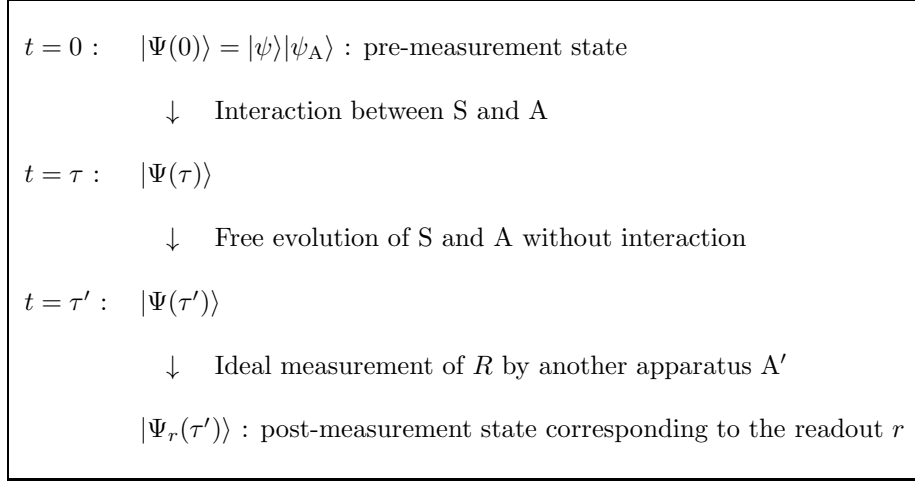 t = 0 : |Ψ(0)⟩ = |ψ⟩|ψ_A⟩ : pre-measurement state
↓ Interaction between S and A
t = τ : |Ψ(τ)⟩
↓ Free evolution of S and A without interaction
t = τ′ : |Ψ(τ′)⟩
↓ Ideal measurement of R by another apparatus A′
|Ψ_r(τ′)⟩ : post-measurement state corresponding to the readout r